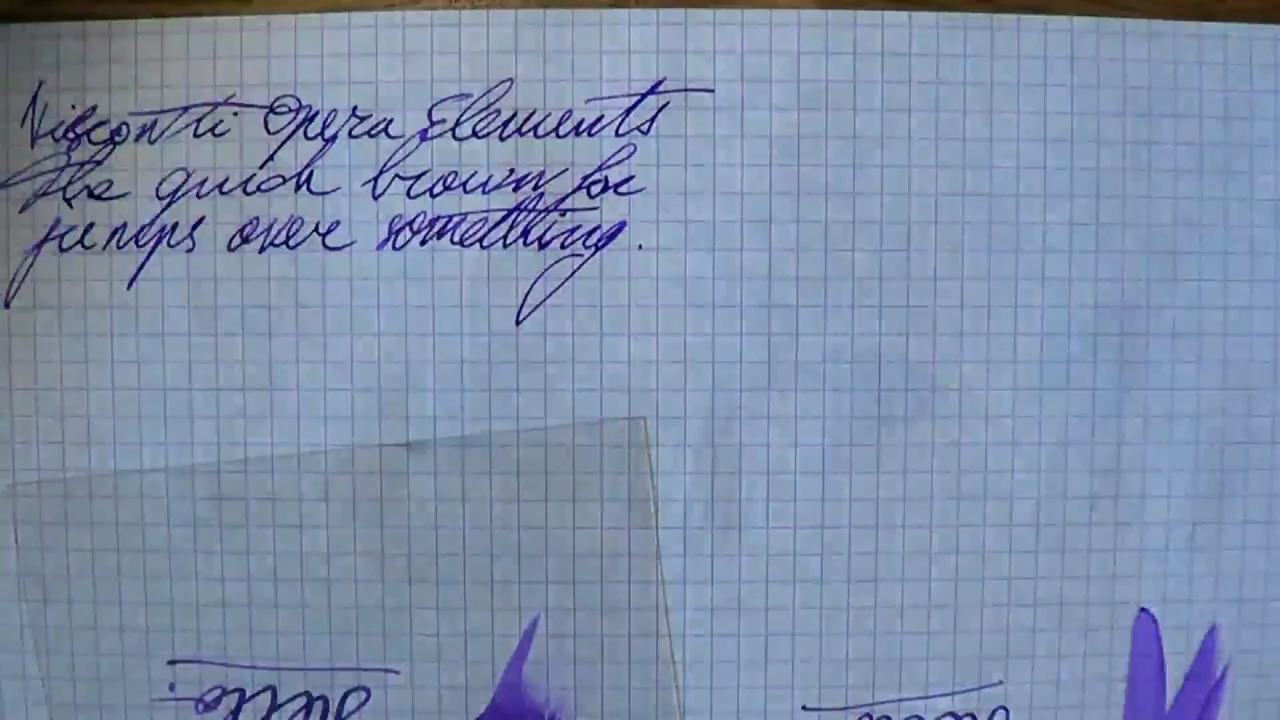 Visconti Opera Elements
The quick brown fox
jumps over something.